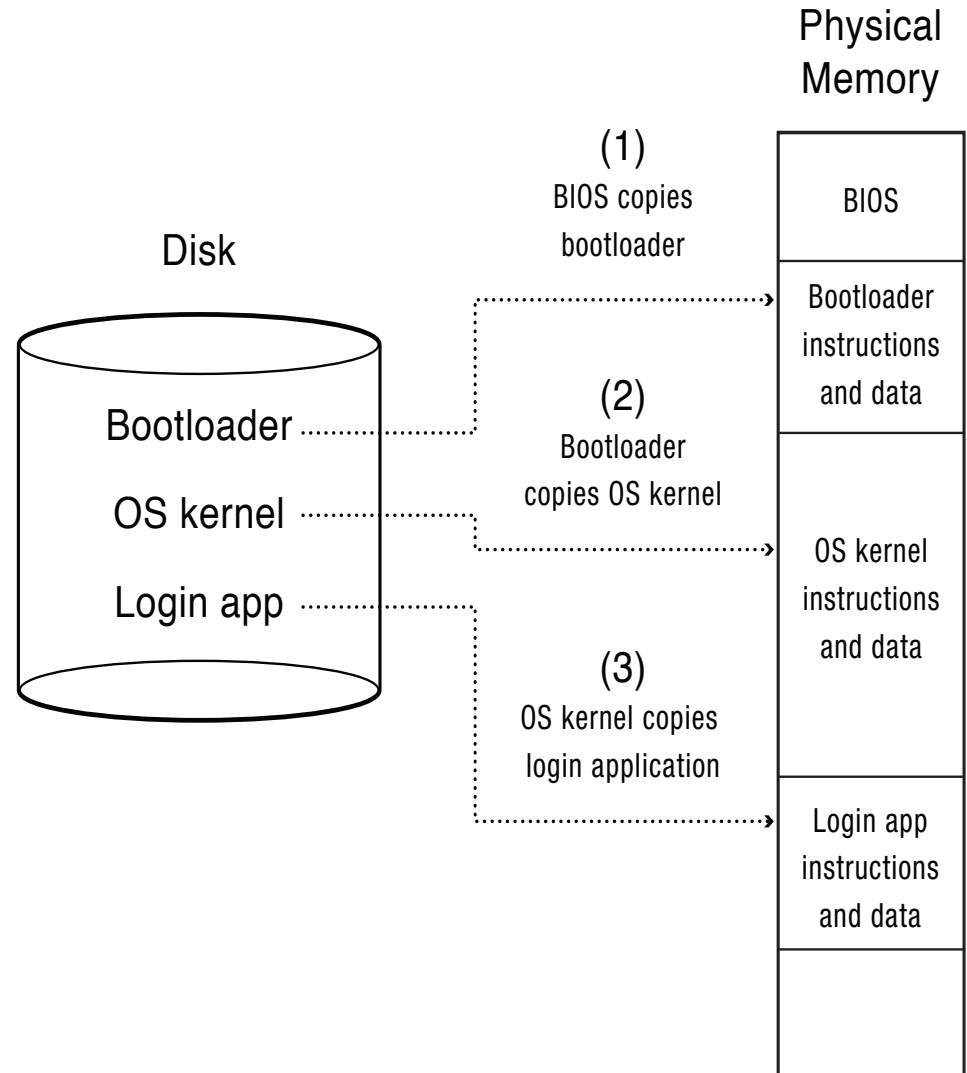 Physical
Memory
(1)
BIOS copies
bootloader
BIOS
Disk
Bootloader
instructions
and data
(2)
Bootloader
copies OS kernel
Bootloader
OS kernel
Login app
OS kernel
instructions
and data
(3)
OS kernel copies
login application
Login app
instructions
and data